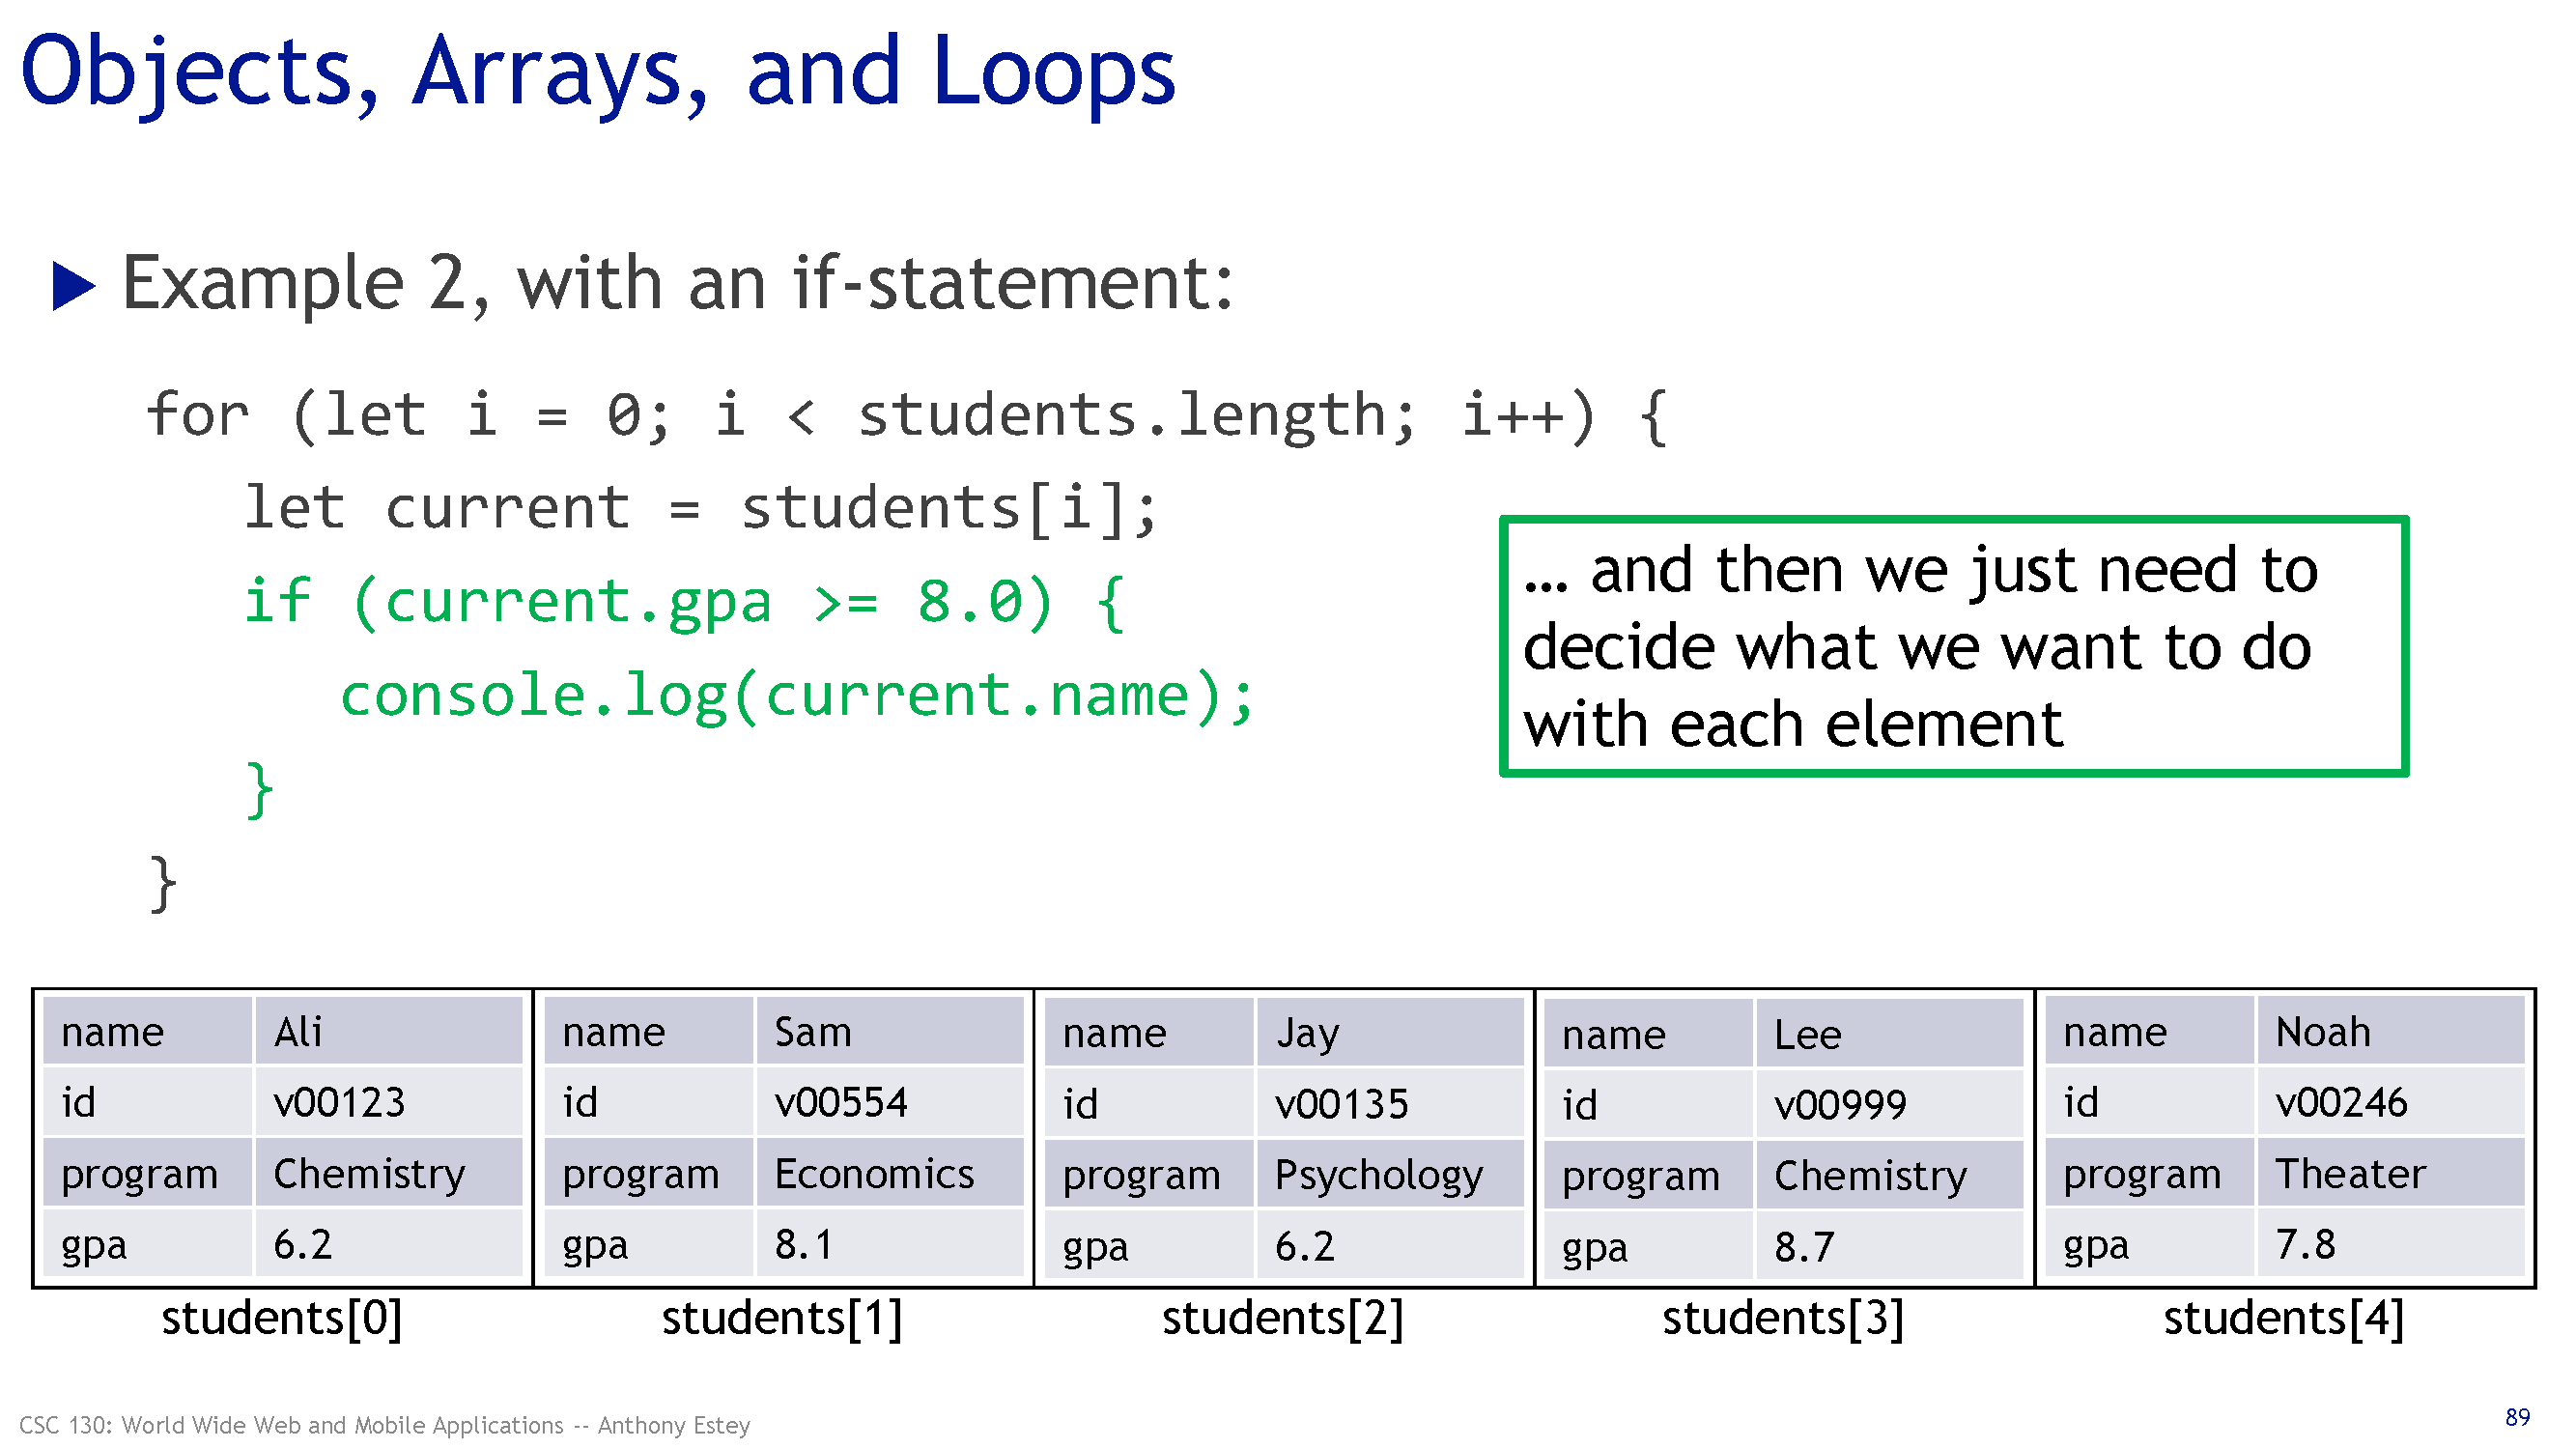 Objects, Arrays, and Loops
Example 2, with an if-statement:
for (let i = 0; i < students.length; i++) {
let current = students[i];
if (current.gpa >= 8.0) {
console.log(current.name);
}
}
… and then we just need to
decide what we want to do
with each element
name Ali name Sam name Jay name Lee name Noah
id v00123 id v00554 id v00135 id v00999 id v00246
program Chemistry program Economics program Psychology program Chemistry program Theater
gpa 6.2 gpa 8.1 gpa 6.2 gpa 8.7 gpa 7.8
students[0] students[1] students[2] students[3] students[4]
CSC 130: World Wide Web and Mobile Applications -- Anthony Estey
89